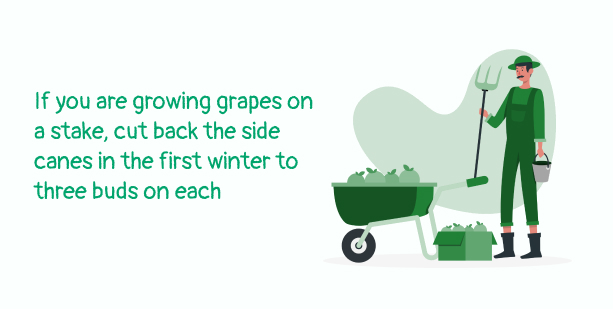 If you are growing grapes on
a stake, cut back the side
canes in the first winter to
three buds on each